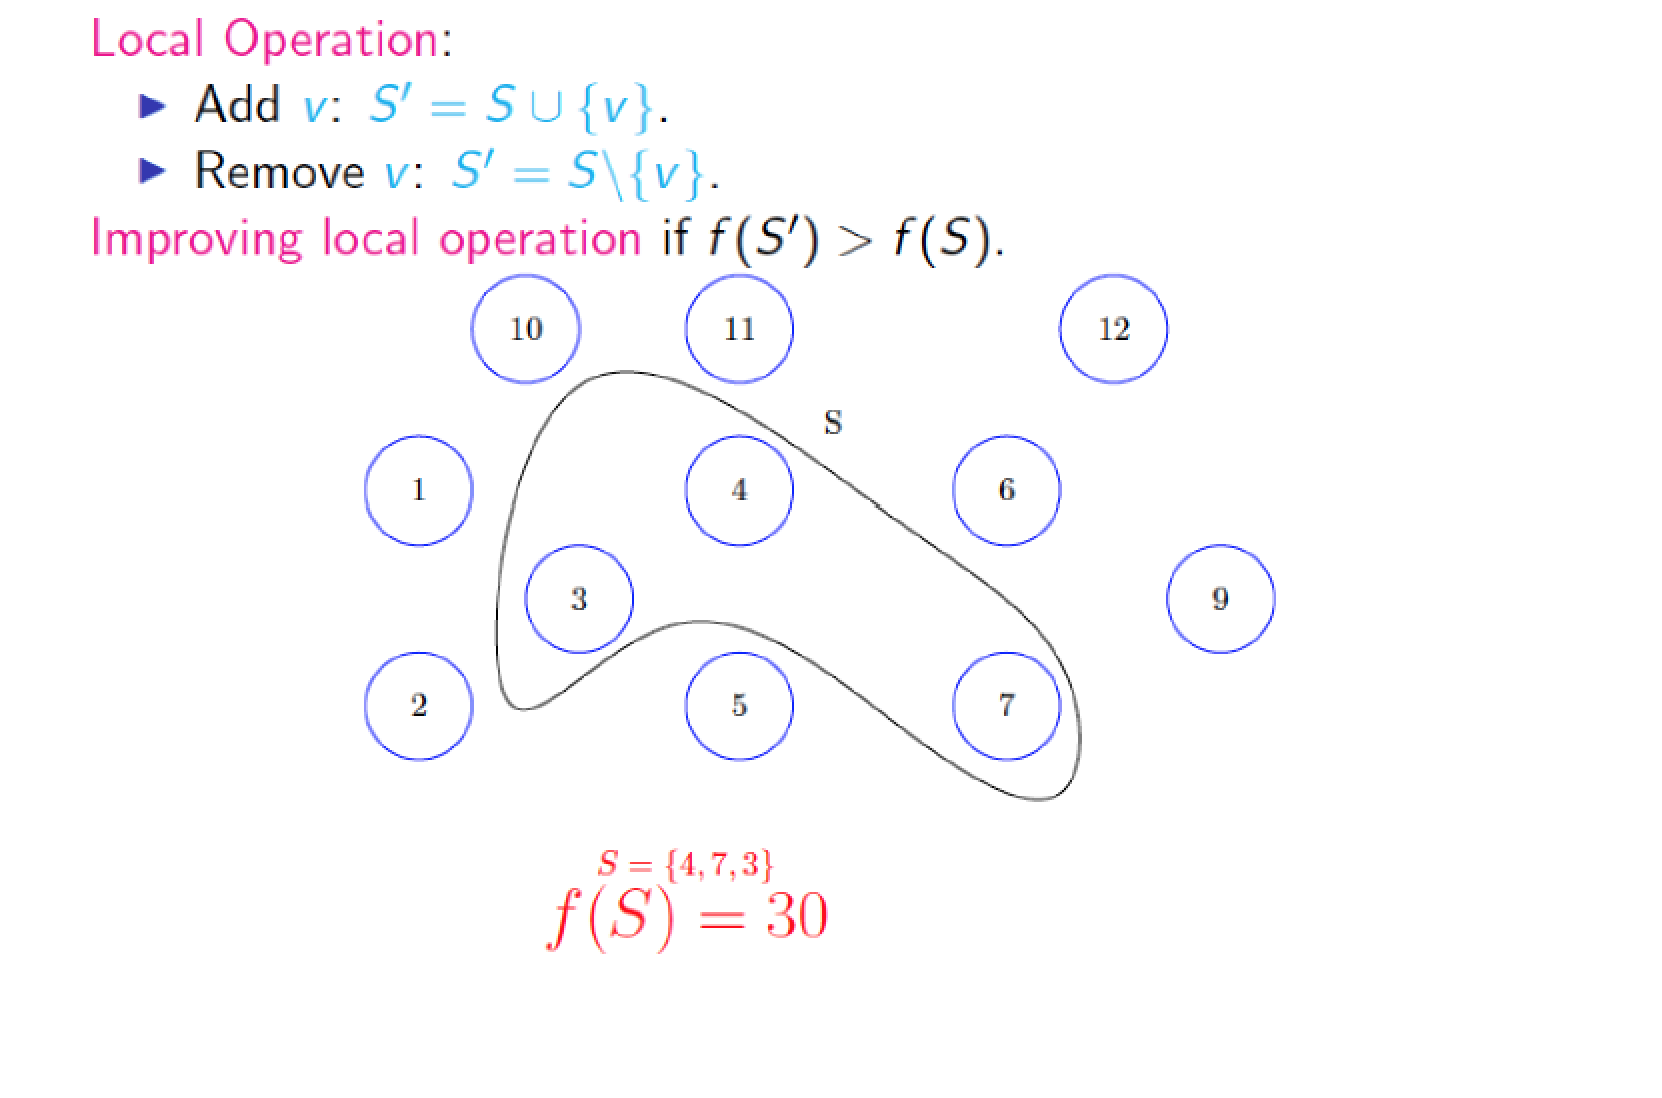 Local Operation:
▶ Add v: S′ = S ∪ {v}.
▶ Remove v: S′ = S\{v}.
Improving local operation if f(S′) > f(S).
10 11 12
S
1 4 6
3 9
2 5 7
S = {4, 7, 3}
f(S) = 30